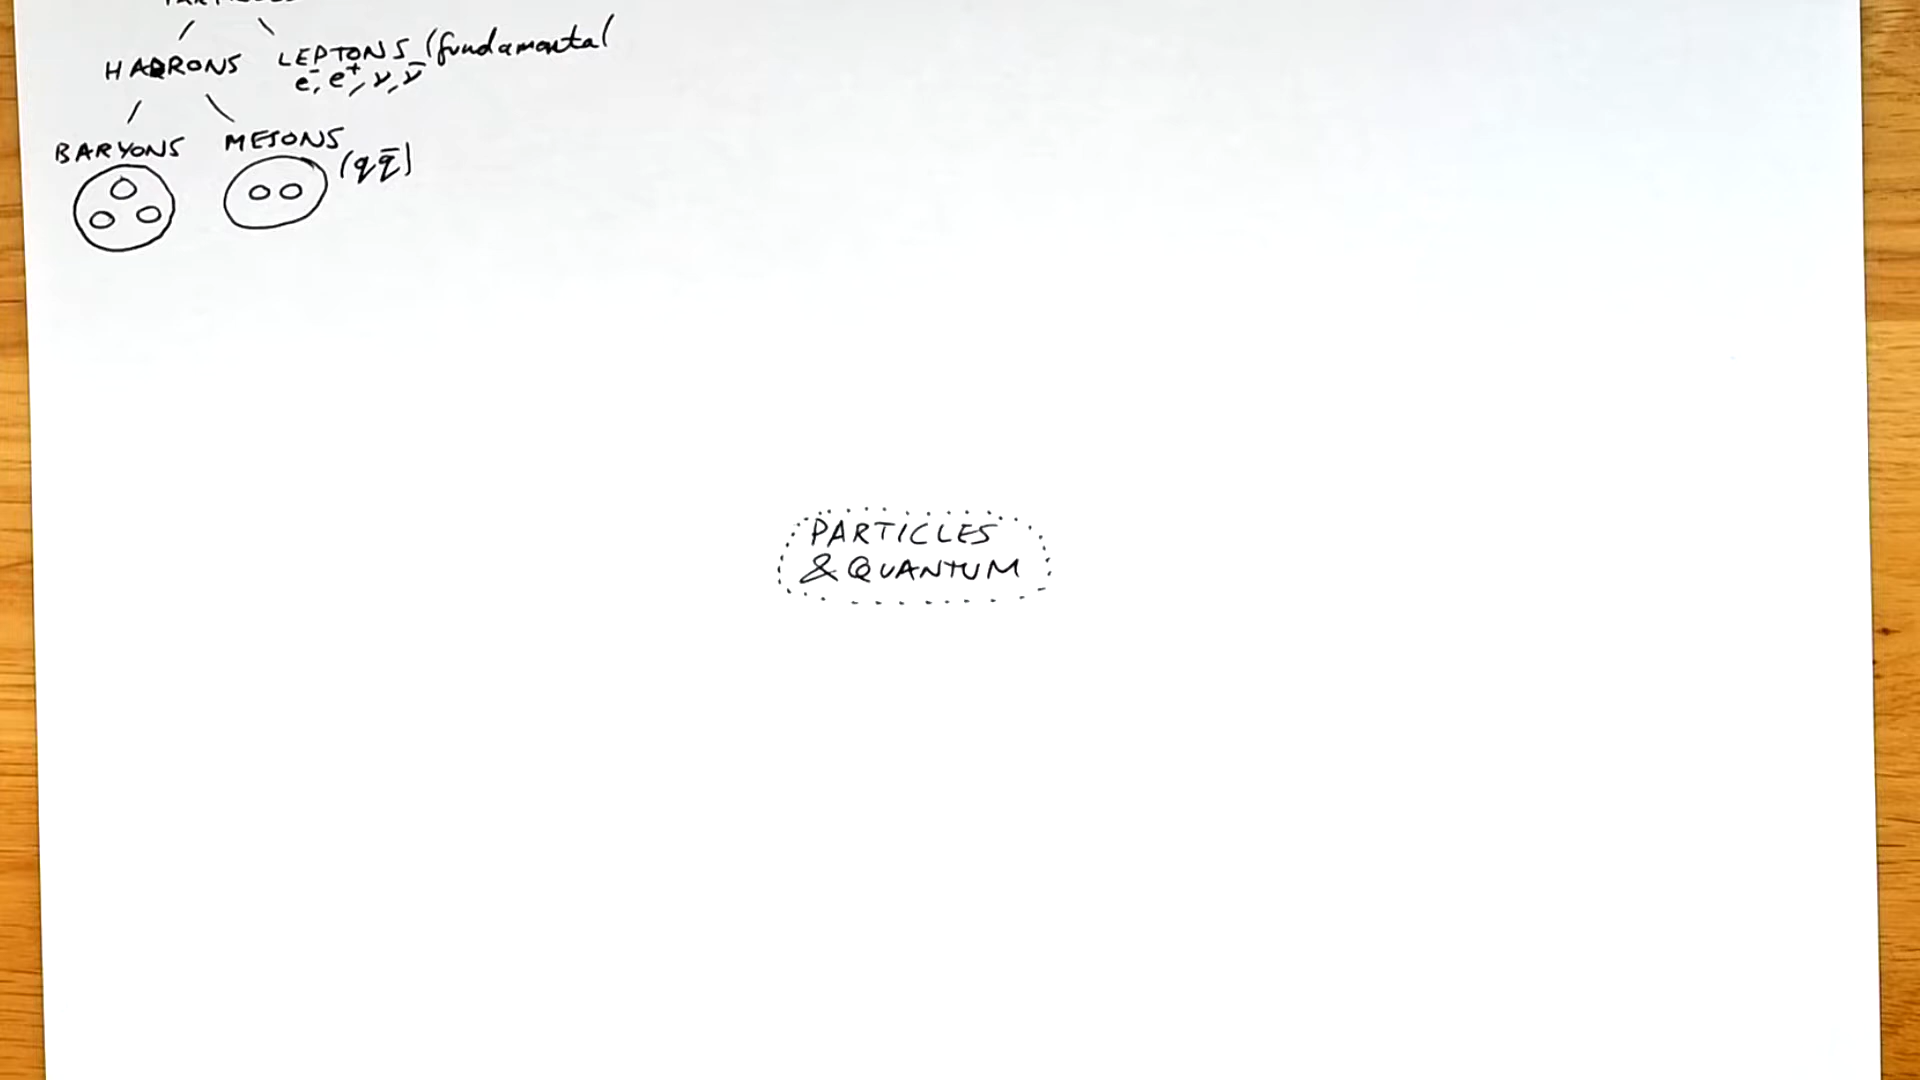 HADRONS LEPTONS (fundamental
e⁻, e⁺, ν, ν̄
BARYONS MESONS
(qq̄)
PARTICLES
& QUANTUM